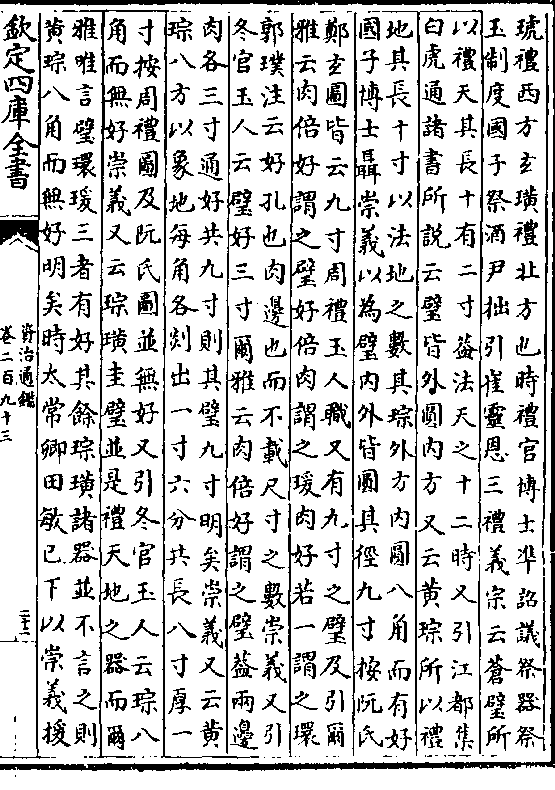 琥禮西方玄璜禮北方也時禮官博士準詔議祭器祭
玉制度國子祭酒尹拙引崔靈恩三禮義宗云蒼璧所
以禮天其長十有二寸葢法天之十二時又引江都集
白虎通諸書所説云璧皆外圓内方又云黄琮所以禮
地其長十寸以法地之數其琮外方内圓八角而有好
國子博士聶崇義以為璧内外皆圓其徑九寸按阮氏
鄭玄圖皆云九寸周禮玉人職又有九寸之璧及引爾
雅云肉倍好謂之璧好倍肉謂之瑗肉好若一謂之環
郭璞注云好孔也肉邊也而不載尺寸之數崇義又引
冬官玉人云璧好三寸爾雅云肉倍好謂之璧葢兩邊
肉各三寸通好共九寸則其璧九寸明矣崇義又云黄
琮八方以象地每角各剡出一寸六分共長八寸厚一
寸按周禮圖及阮氏圖並無好又引冬官玉人云琮八
角而無好崇義又云琮璜圭璧並是禮天地之器而爾
雅唯言璧環瑗三者有好其餘琮璜諸器並不言之則
黄琮八角而無好明矣時太常卿田敏已下以崇義援
欽定四庫全書
資治通鑑
卷二百九十三